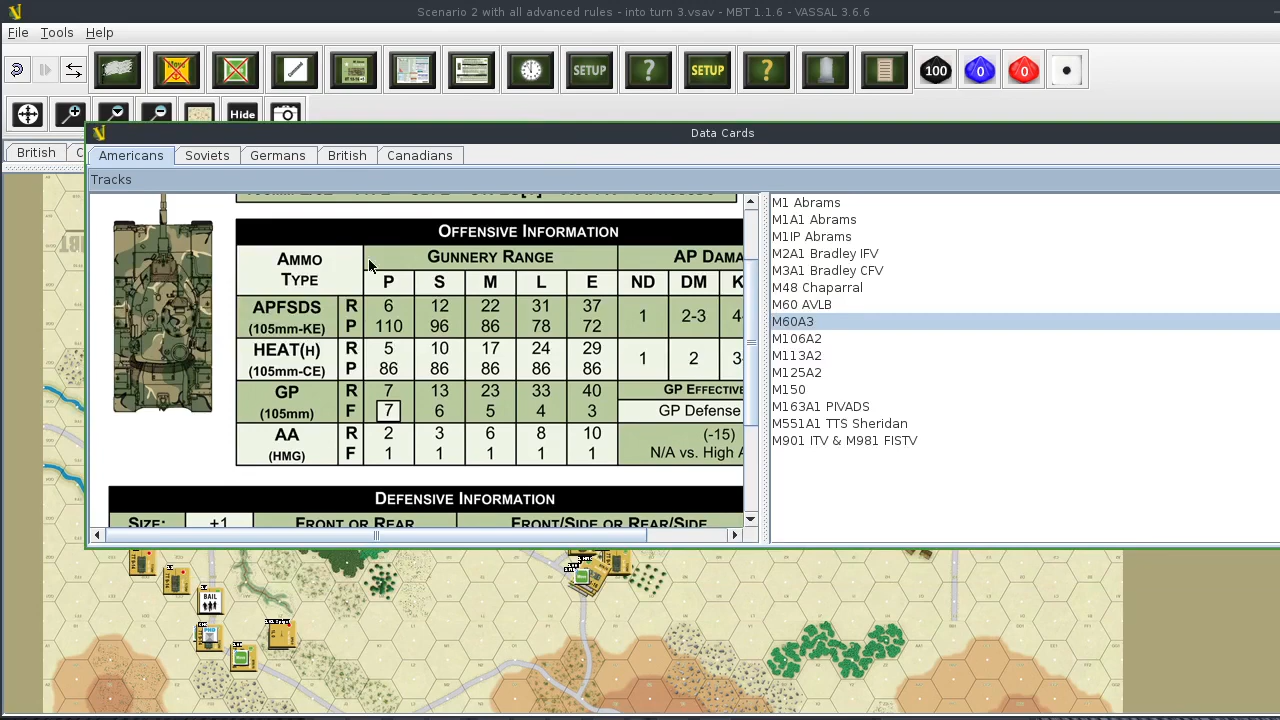 Scenario 2 with all advanced rules - into turn 3.vsav - MBT 1.1.6 - VASSAL 3.6.6
File Tools Help
SETUP ? SETUP ? 100 0 0
Hide
British
Data Cards
Americans Soviets Germans British Canadians
Tracks
OFFENSIVE INFORMATION
AMMO TYPE GUNNERY RANGE
P S M L E ND DM
APFSDS (105mm-KE) R 6 12 22 31 37 1 2-3
P 110 96 86 78 72
HEAT(H) (105mm-CE) R 5 10 17 24 29 1 2
P 86 86 86 86 86
GP (105mm) R 7 13 23 33 40
F 7 6 5 4 3 GP Defense
AA (HMG) R 2 3 6 8 10 (-15)
F 1 1 1 1 1 N/A vs. High
DEFENSIVE INFORMATION
SIZE: +1 FRONT OR REAR FRONT/SIDE OR REAR/SIDE
M1 Abrams
M1A1 Abrams
M1IP Abrams
M2A1 Bradley IFV
M3A1 Bradley CFV
M48 Chaparral
M60 AVLB
M60A3
M106A2
M113A2
M125A2
M150
M163A1 PIVADS
M551A1 TTS Sheridan
M901 ITV & M981 FISTV
BAIL